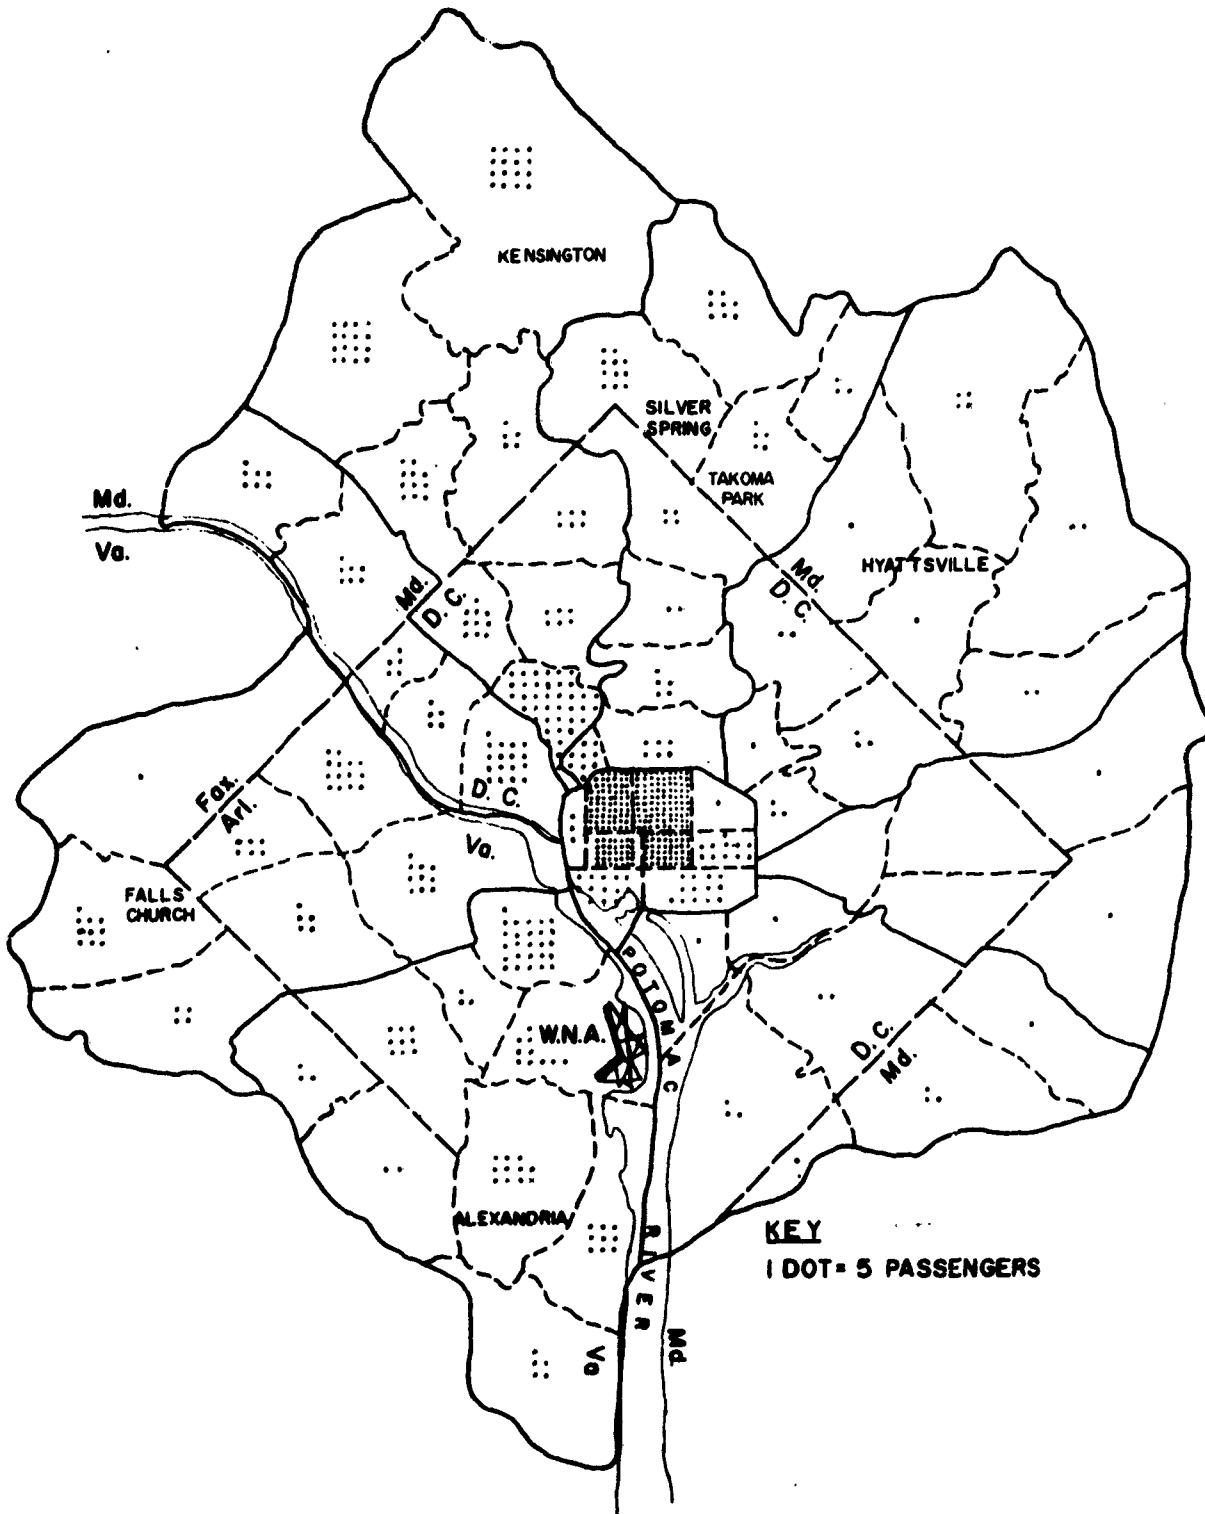 KENSINGTON
SILVER
SPRING
TAKOMA
PARK
Md.
Va.
HYATTSVILLE
Md.
D.C.
Md.
D.C.
Fax.
Arl.
D.C.
Va.
FALLS
CHURCH
POTOMAC
W.N.A.
D.C.
Md.
ALEXANDRIA
RIVER
KEY
1 DOT = 5 PASSENGERS
Va
Md.